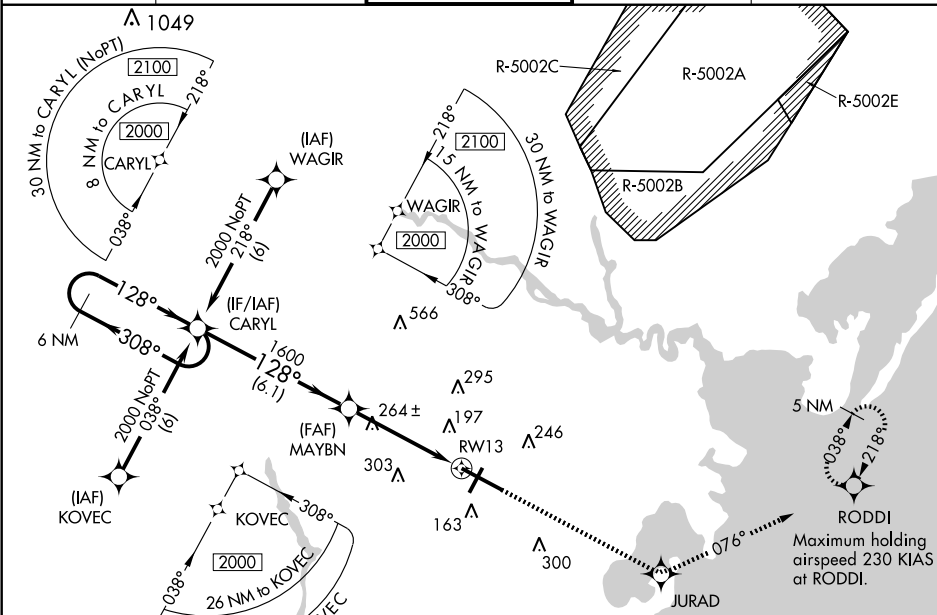 1049
30 NM to CARYL (NoPT)
2100
218°
8 NM to CARYL
2000
CARYL
038°
(IAF)
WAGIR
2000 NoPT
218°
(6)
218°
2100
15 NM to WAGIR
30 NM to WAGIR
WAGIR
2000
308°
R-5002C
R-5002A
R-5002E
R-5002B
128°
6 NM
308°
(IF/IAF)
CARYL
1600
128°
(6.1)
2000 NoPT
038°
(6)
(IAF)
KOVEC
566
295
264 ±
197
246
(FAF)
MAYBN
RW13
303
163
300
KOVEC
308°
2000
038°
26 NM to KOVEC
VEC
5 NM
038°
218°
RODDI
Maximum holding
airspeed 230 KIAS
at RODDI.
076°
JURAD